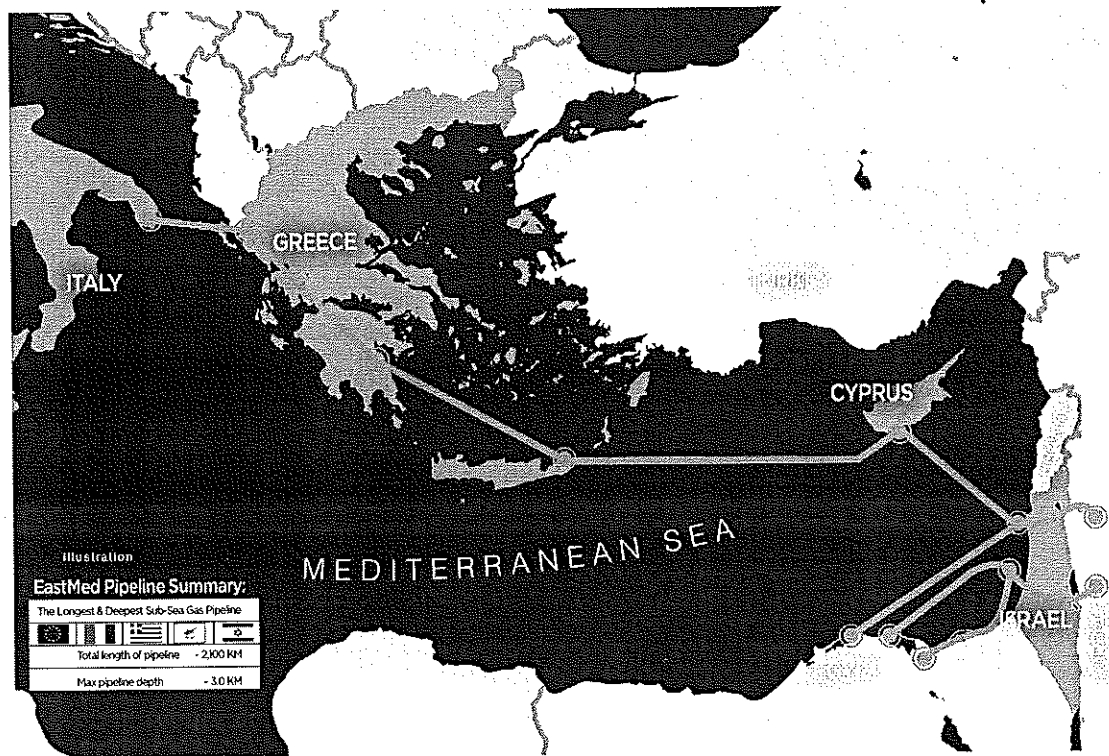 GREECE
ITALY
CYPRUS
MEDITERRANEAN SEA
ISRAEL
Illustration
EastMed Pipeline Summary:
The Longest & Deepest Sub-Sea Gas Pipeline
Total length of pipeline - 2,100 KM
Max pipeline depth - 3.0 KM